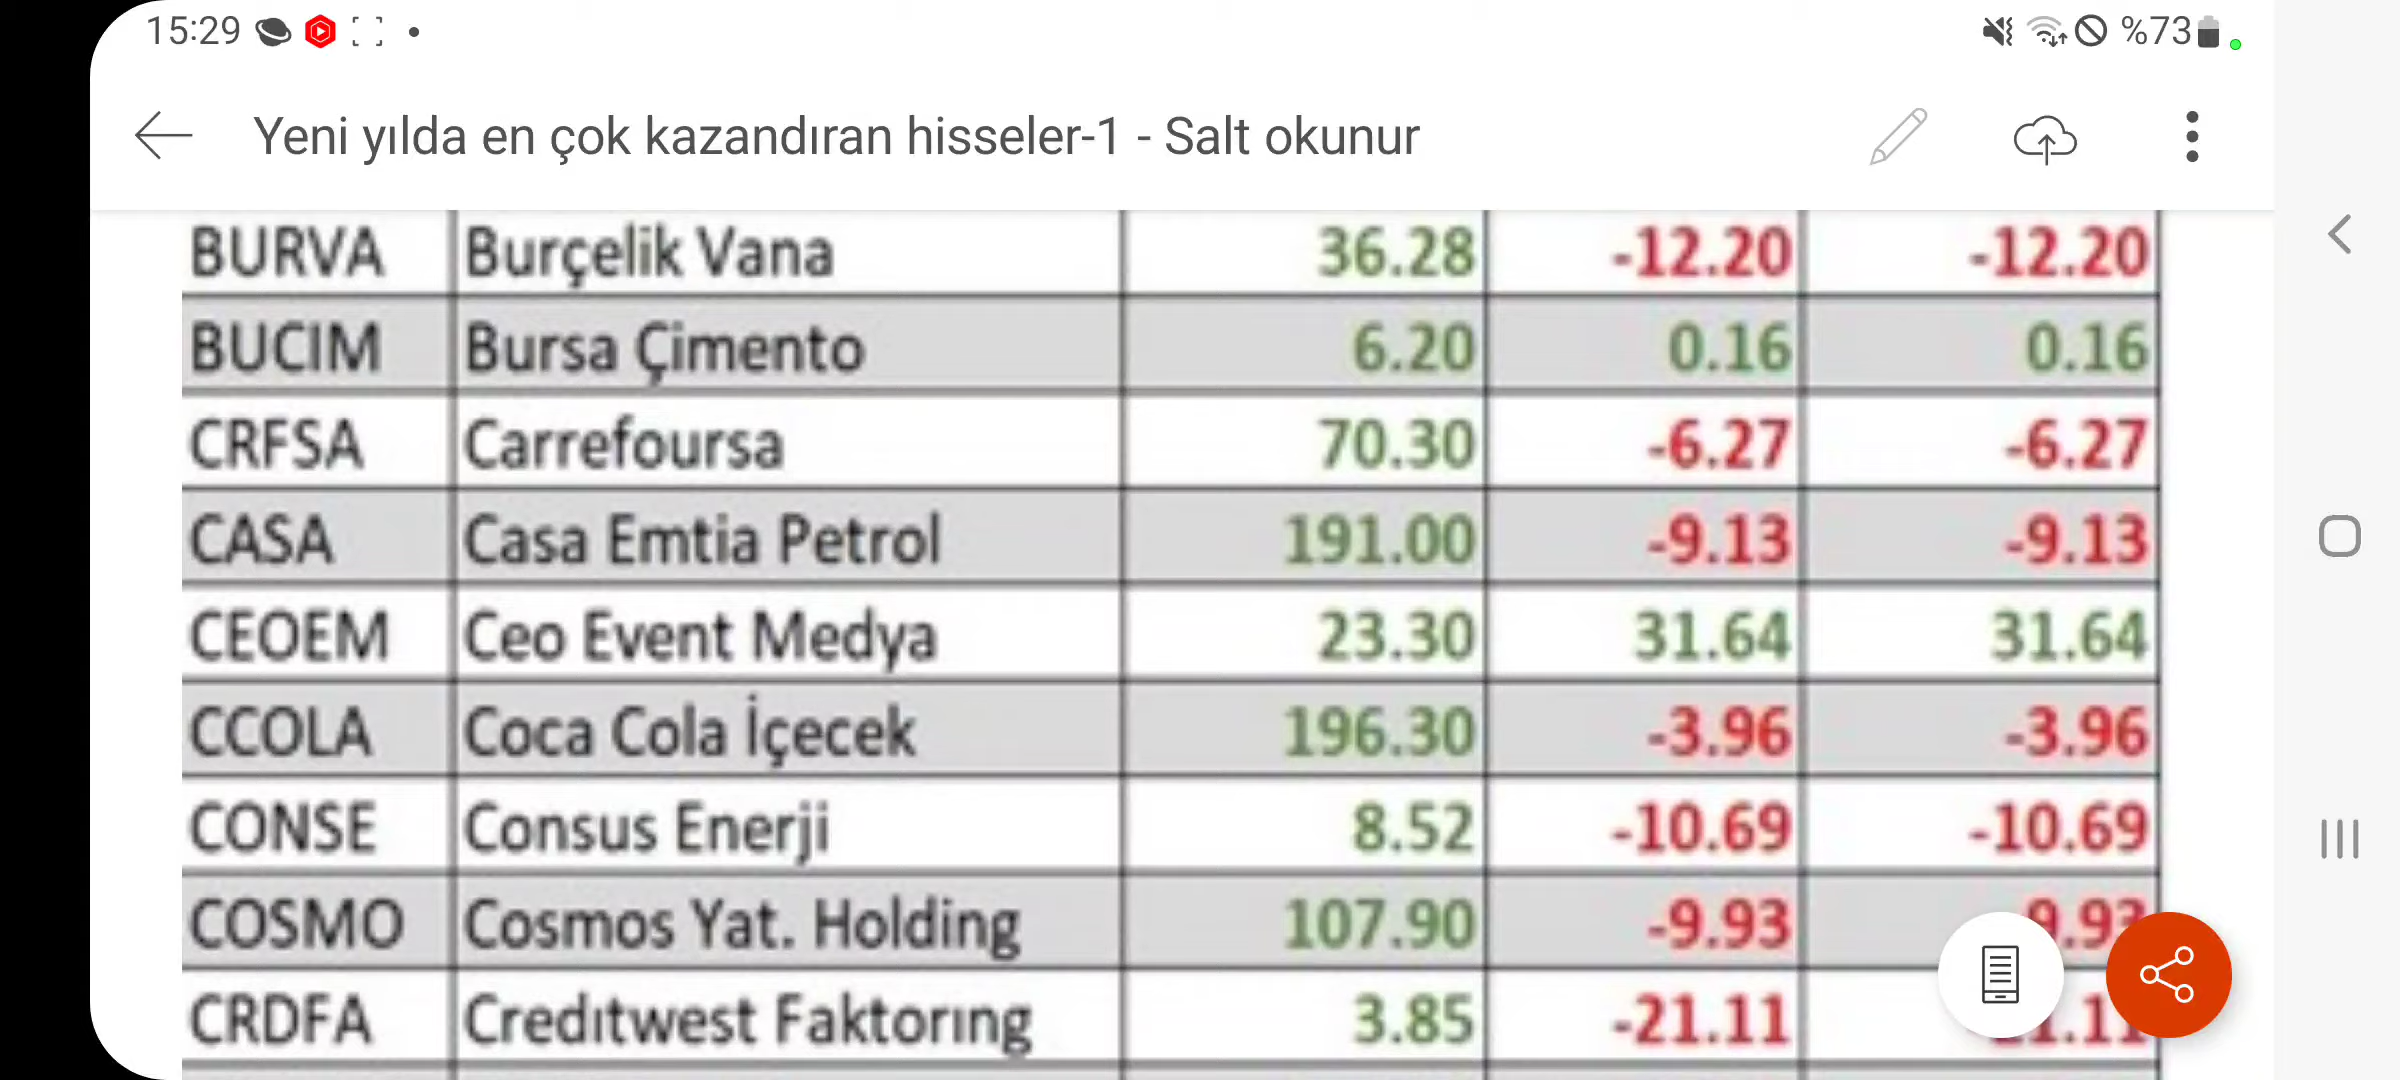 15:29 %73
Yeni yılda en çok kazandıran hisseler-1 - Salt okunur
BURVA Burçelik Vana 36.28 -12.20 -12.20
BUCIM Bursa Çimento 6.20 0.16 0.16
CRFSA Carrefoursa 70.30 -6.27 -6.27
CASA Casa Emtia Petrol 191.00 -9.13 -9.13
CEOEM Ceo Event Medya 23.30 31.64 31.64
CCOLA Coca Cola İçecek 196.30 -3.96 -3.96
CONSE Consus Enerji 8.52 -10.69 -10.69
COSMO Cosmos Yat. Holding 107.90 -9.93
CRDFA Credıtwest Faktorıng 3.85 -21.11